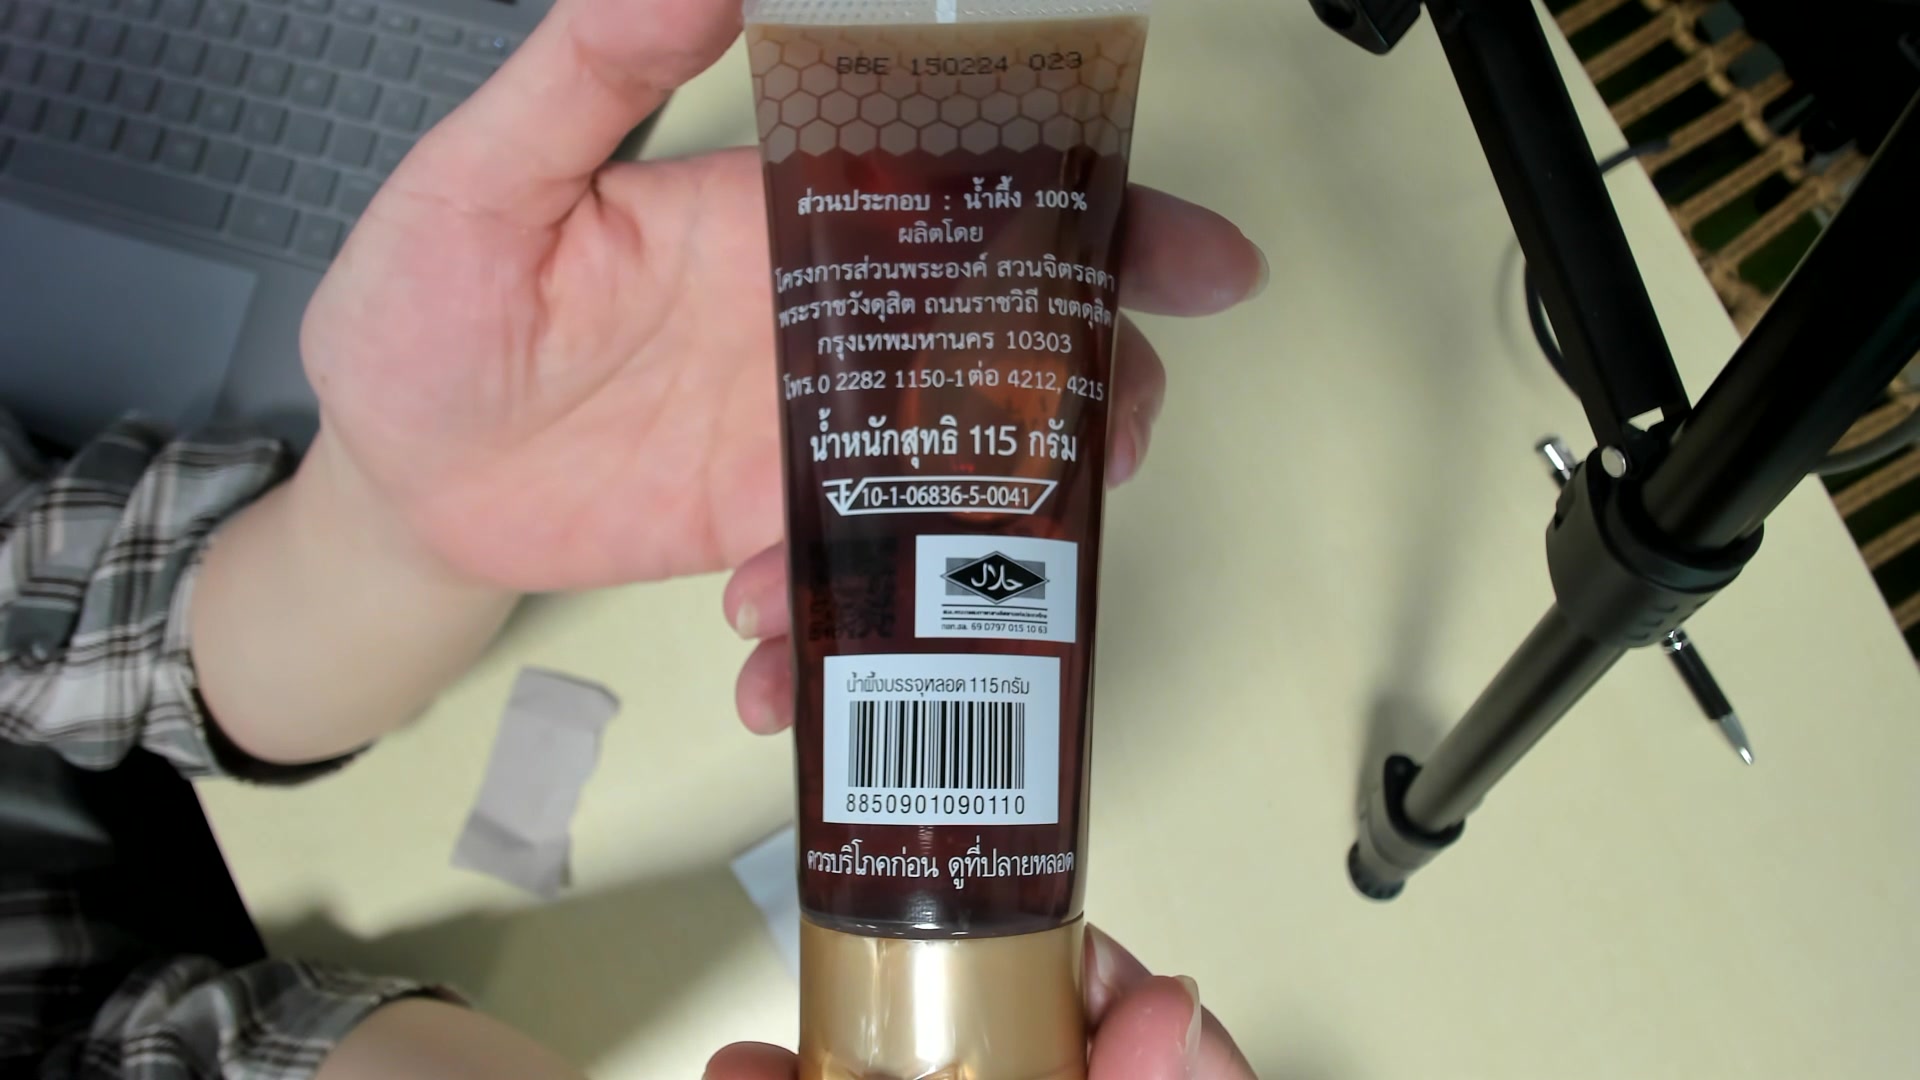 BBE 150224 023
ส่วนประกอบ : น้ำผึ้ง 100%
ผลิตโดย
โครงการส่วนพระองค์ สวนจิตรลดา
พระราชวังดุสิต ถนนราชวิถี เขตดุสิต
กรุงเทพมหานคร 10303
โทร. 0 2282 1150-1 ต่อ 4212, 4215
น้ำหนักสุทธิ 115 กรัม
10-1-06836-5-0041
حلال
กอท.ฮล. 69 D797 015 10 63
น้ำผึ้งบรรจุหลอด 115 กรัม
8850901090110
ควรบริโภคก่อน ดูที่ปลายหลอด